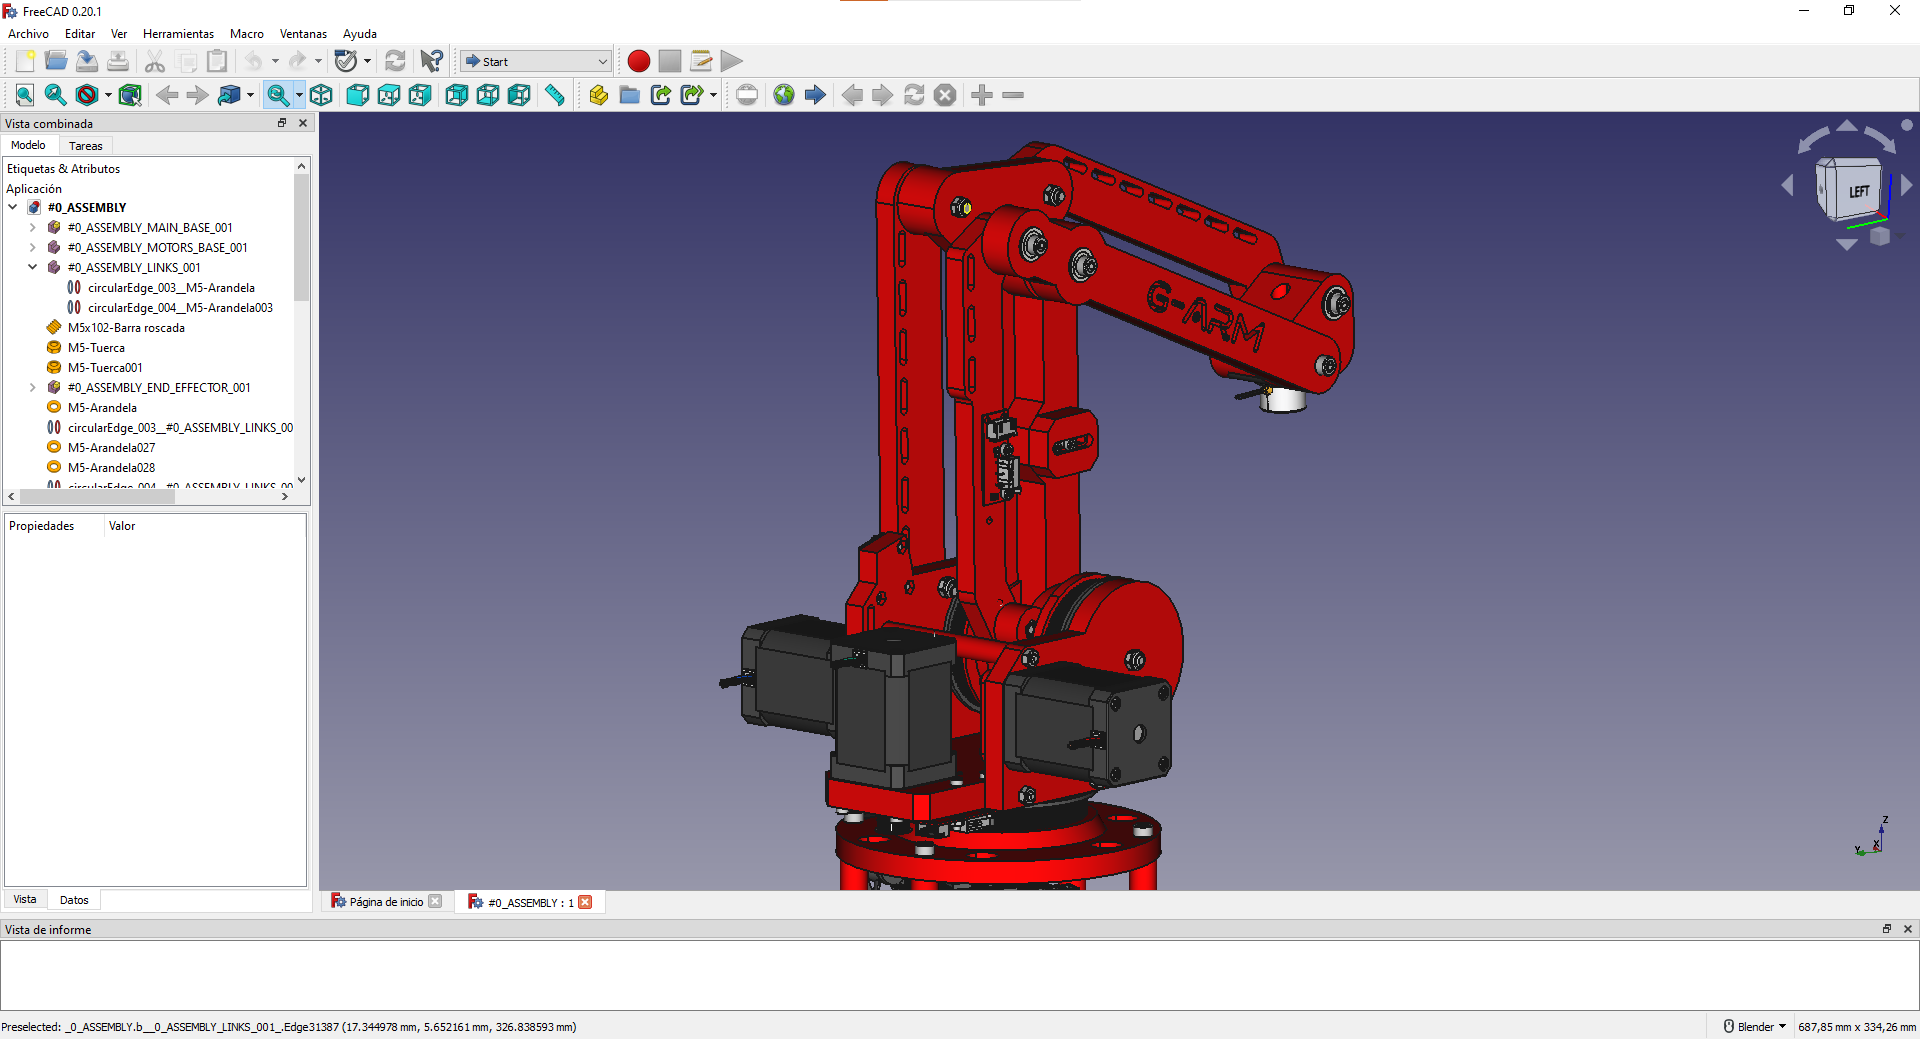 FreeCAD 0.20.1
Archivo Editar Ver Herramientas Macro Ventanas Ayuda
Start
Vista combinada
Modelo Tareas
Etiquetas & Atributos
Aplicación
#0_ASSEMBLY
#0_ASSEMBLY_MAIN_BASE_001
#0_ASSEMBLY_MOTORS_BASE_001
#0_ASSEMBLY_LINKS_001
circularEdge_003__M5-Arandela
circularEdge_004__M5-Arandela003
M5x102-Barra roscada
M5-Tuerca
M5-Tuerca001
#0_ASSEMBLY_END_EFFECTOR_001
M5-Arandela
circularEdge_003__#0_ASSEMBLY_LINKS_00
M5-Arandela027
M5-Arandela028
circularEdge_004__#0_ASSEMBLY_LINKS_00
Propiedades Valor
Vista Datos
G-ARM
LEFT
Z
Y X
Página de inicio #0_ASSEMBLY : 1
Vista de informe
Preselected: _0_ASSEMBLY.b__0_ASSEMBLY_LINKS_001_.Edge31387 (17.344978 mm, 5.652161 mm, 326.838593 mm)
Blender 687,85 mm x 334,26 mm